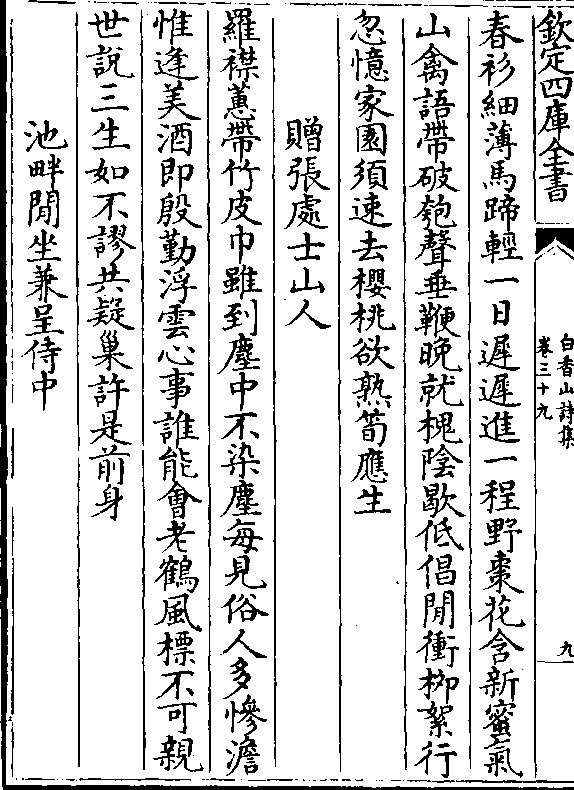 欽定四庫全書
白香山詩集
卷三十九
九
春衫細薄馬蹄輕一日遲遲進一程野棗花含新蜜氣
山禽語帶破匏聲垂鞭晚就槐陰歇低倡閒衝柳絮行
忽憶家園須速去櫻桃欲熟筍應生
贈張處士山人
羅襟蕙帶竹皮巾雖到塵中不染塵每見俗人多慘澹
惟逢美酒即殷勤浮雲心事誰能會老鶴風標不可親
世說三生如不謬共疑巢許是前身
池畔閒坐兼呈侍中